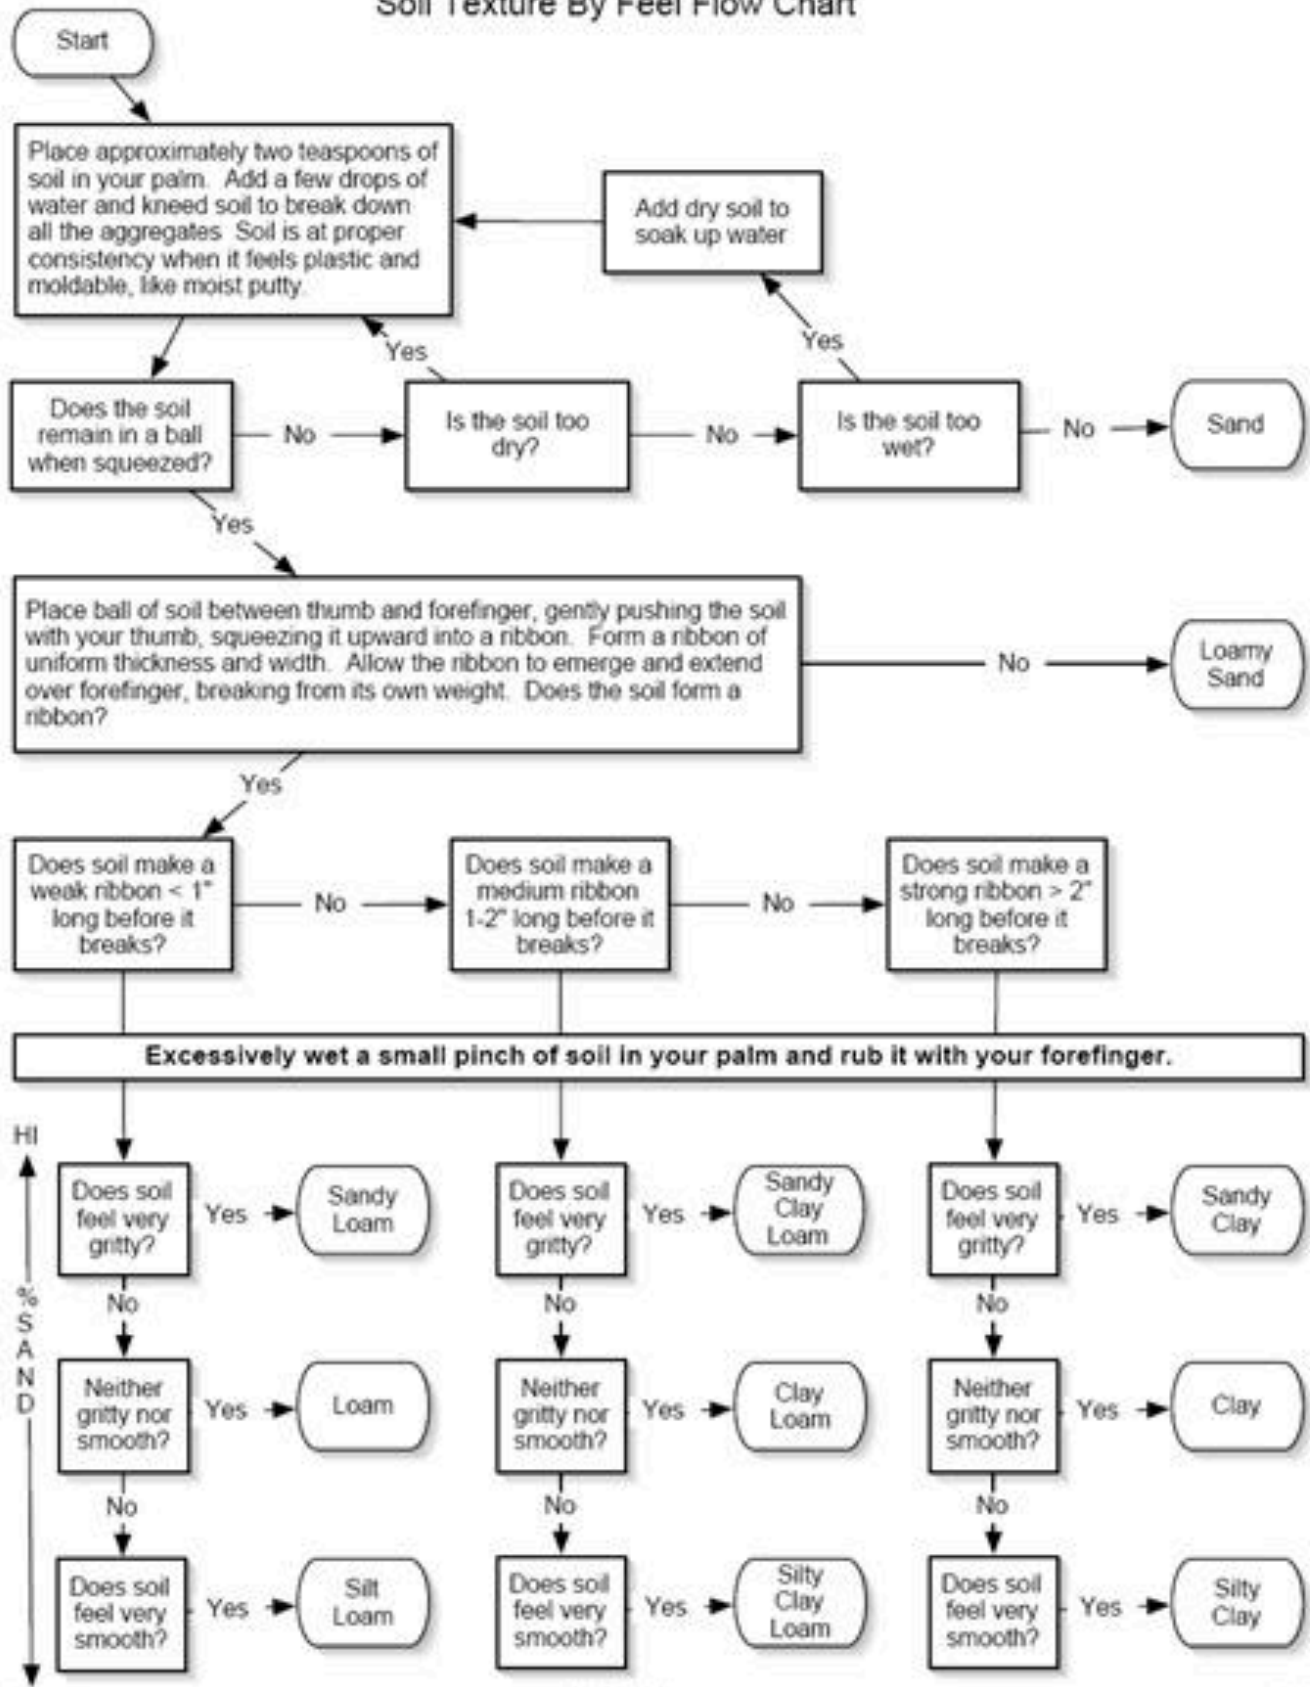 Soil Texture By Feel Flow Chart
Start
Place approximately two teaspoons of
soil in your palm. Add a few drops of
water and kneed soil to break down
all the aggregates Soil is at proper
consistency when it feels plastic and
moldable, like moist putty.
Add dry soil to
soak up water
Yes
Yes
Does the soil
remain in a ball
when squeezed?
No
Is the soil too
dry?
No
Is the soil too
wet?
No
Sand
Yes
Place ball of soil between thumb and forefinger, gently pushing the soil
with your thumb, squeezing it upward into a ribbon. Form a ribbon of
uniform thickness and width. Allow the ribbon to emerge and extend
over forefinger, breaking from its own weight. Does the soil form a
ribbon?
No
Loamy
Sand
Yes
Does soil make a
weak ribbon < 1"
long before it
breaks?
No
Does soil make a
medium ribbon
1-2" long before it
breaks?
No
Does soil make a
strong ribbon > 2"
long before it
breaks?
Excessively wet a small pinch of soil in your palm and rub it with your forefinger.
HI
% SAND
Does soil
feel very
gritty?
Yes
Sandy
Loam
Does soil
feel very
gritty?
Yes
Sandy
Clay
Loam
Does soil
feel very
gritty?
Yes
Sandy
Clay
No
No
No
Neither
gritty nor
smooth?
Yes
Loam
Neither
gritty nor
smooth?
Yes
Clay
Loam
Neither
gritty nor
smooth?
Yes
Clay
No
No
No
Does soil
feel very
smooth?
Yes
Silt
Loam
Does soil
feel very
smooth?
Yes
Silty
Clay
Loam
Does soil
feel very
smooth?
Yes
Silty
Clay